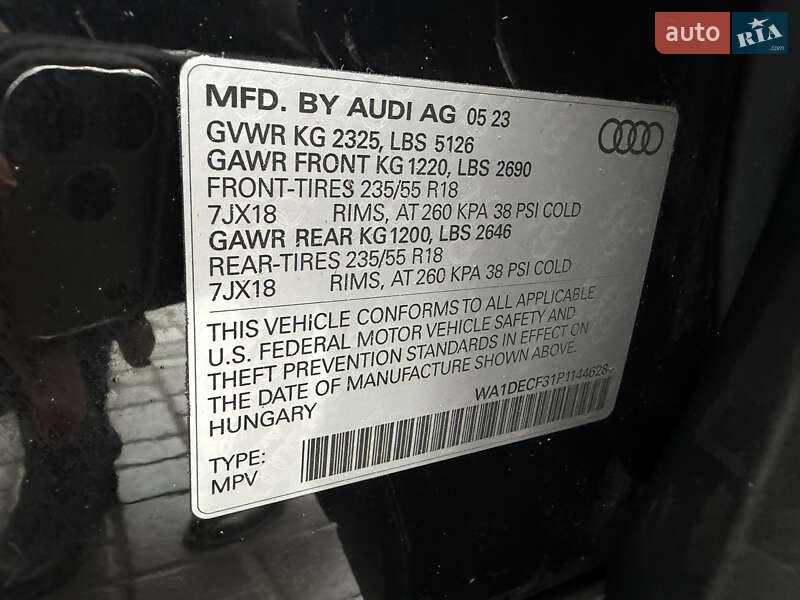 auto RIA.com
MFD. BY AUDI AG 05 23
GVWR KG 2325, LBS 5126
GAWR FRONT KG 1220, LBS 2690
FRONT-TIRES 235/55 R18
7JX18 RIMS, AT 260 KPA 38 PSI COLD
GAWR REAR KG 1200, LBS 2646
REAR-TIRES 235/55 R18
7JX18 RIMS, AT 260 KPA 38 PSI COLD
THIS VEHICLE CONFORMS TO ALL APPLICABLE
U.S. FEDERAL MOTOR VEHICLE SAFETY AND
THEFT PREVENTION STANDARDS IN EFFECT ON
THE DATE OF MANUFACTURE SHOWN ABOVE.
HUNGARY
WA1DECF31P1144628
TYPE:
MPV